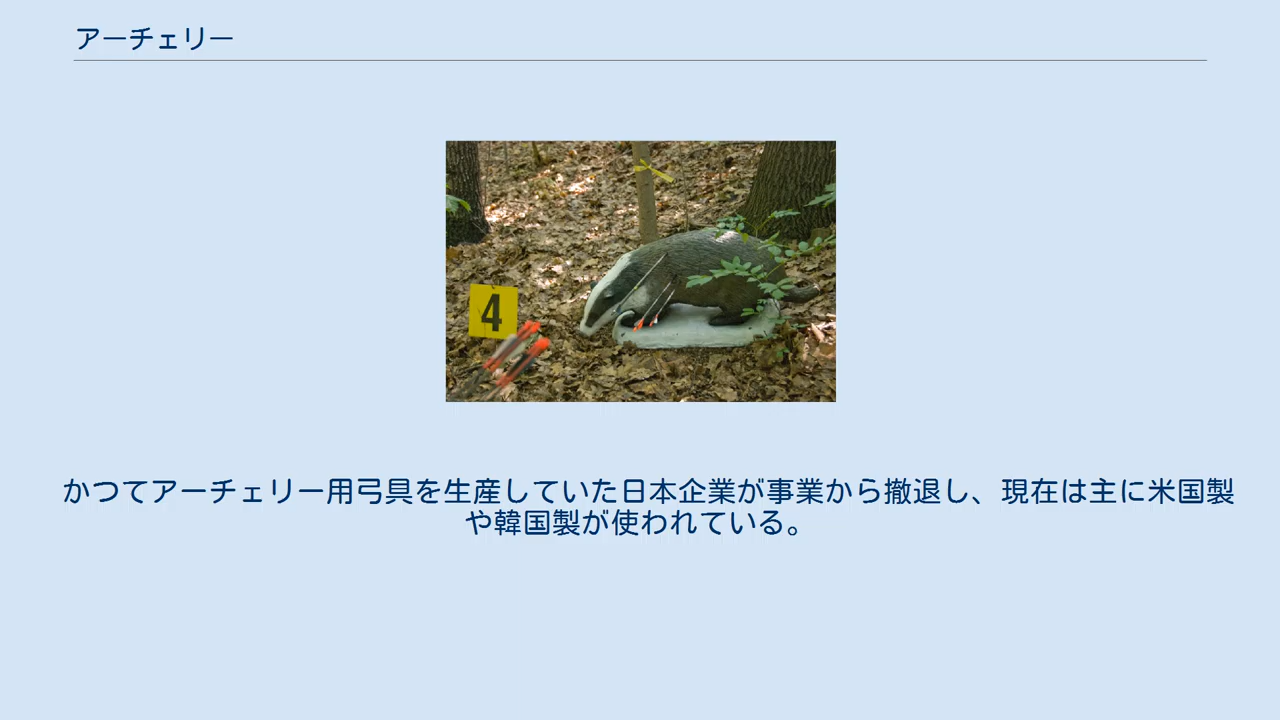 アーチェリー
4
かつてアーチェリー用弓具を生産していた日本企業が事業から撤退し、現在は主に米国製
や韓国製が使われている。